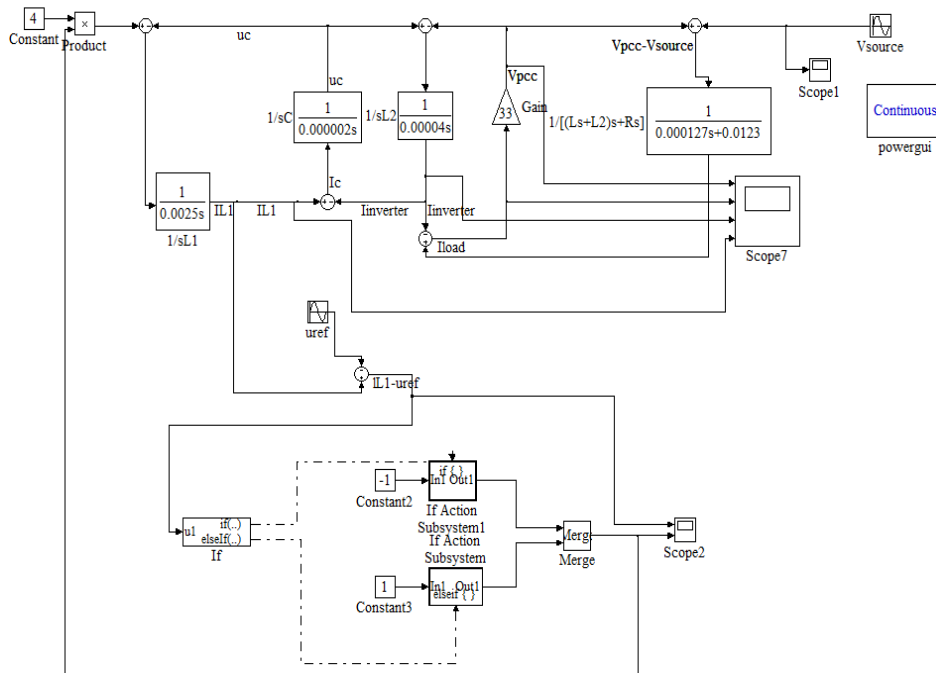 4
Constant
×
Product
uc
Vsource
Scope1
Continuous
powergui
uc
1/sC
1
0.000002s
1/sL2
1
0.00004s
Vpcc
Gain
33
Vpcc-Vsource
1/[(Ls+L2)s+Rs]
1
0.000127s+0.0123
1
0.0025s
1/sL1
IL1
IL1
Ic
Iinverter
Iinverter
Iload
Scope7
uref
IL1-uref
-1
Constant2
if { }
In1 Out1
If Action
Subsystem1
u1
if(..)
elseIf(..)
If
If Action
Subsystem
1
Constant3
In1 Out1
elseif { }
Merge
Merge
Scope2